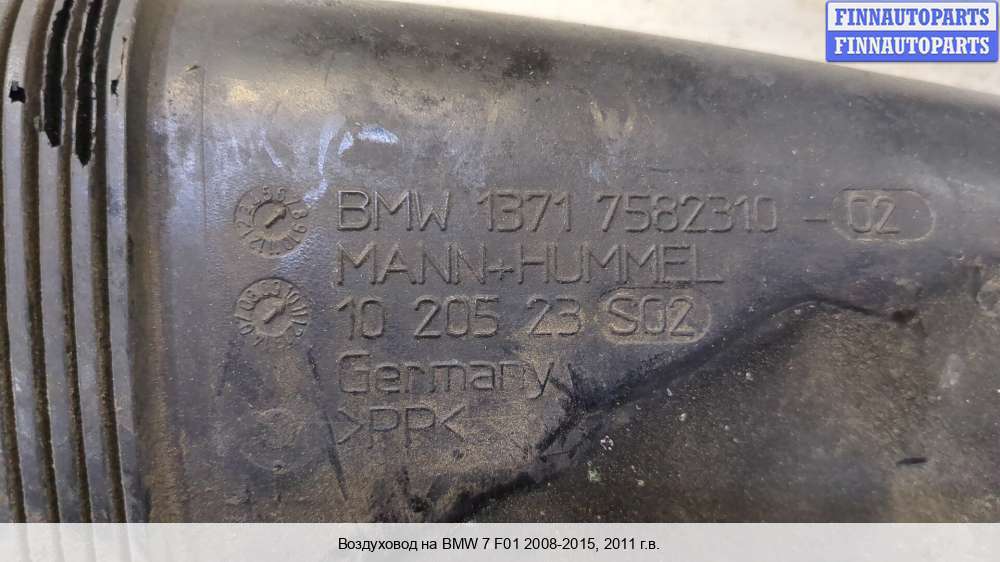 FINNAUTOPARTS
FINNAUTOPARTS
BMW 1371 7582310 - 02
MANN+HUMMEL
10 205 23 S02
Germany
>PP<
Воздуховод на BMW 7 F01 2008-2015, 2011 г.в.